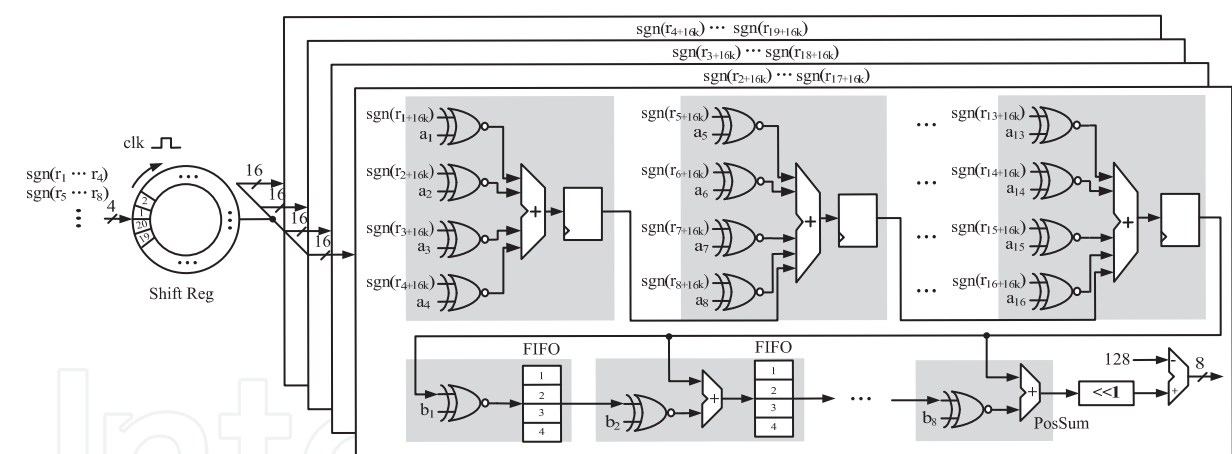 sgn(r4+16k) ··· sgn(r19+16k)
sgn(r3+16k) ··· sgn(r18+16k)
sgn(r2+16k) ··· sgn(r17+16k)
clk
sgn(r1 ··· r4)
sgn(r5 ··· r8)
4
2
1
20
19
Shift Reg
16
16
16
16
sgn(r1+16k)
a1
sgn(r2+16k)
a2
sgn(r3+16k)
a3
sgn(r4+16k)
a4
+
sgn(r5+16k)
a5
sgn(r6+16k)
a6
sgn(r7+16k)
a7
sgn(r8+16k)
a8
+
··· sgn(r13+16k)
a13
··· sgn(r14+16k)
a14
··· sgn(r15+16k)
a15
··· sgn(r16+16k)
a16
+
FIFO
b1
1
2
3
4
b2
+
FIFO
1
2
3
4
···
b8
+
PosSum
<<1
128
-
+
8
Inte